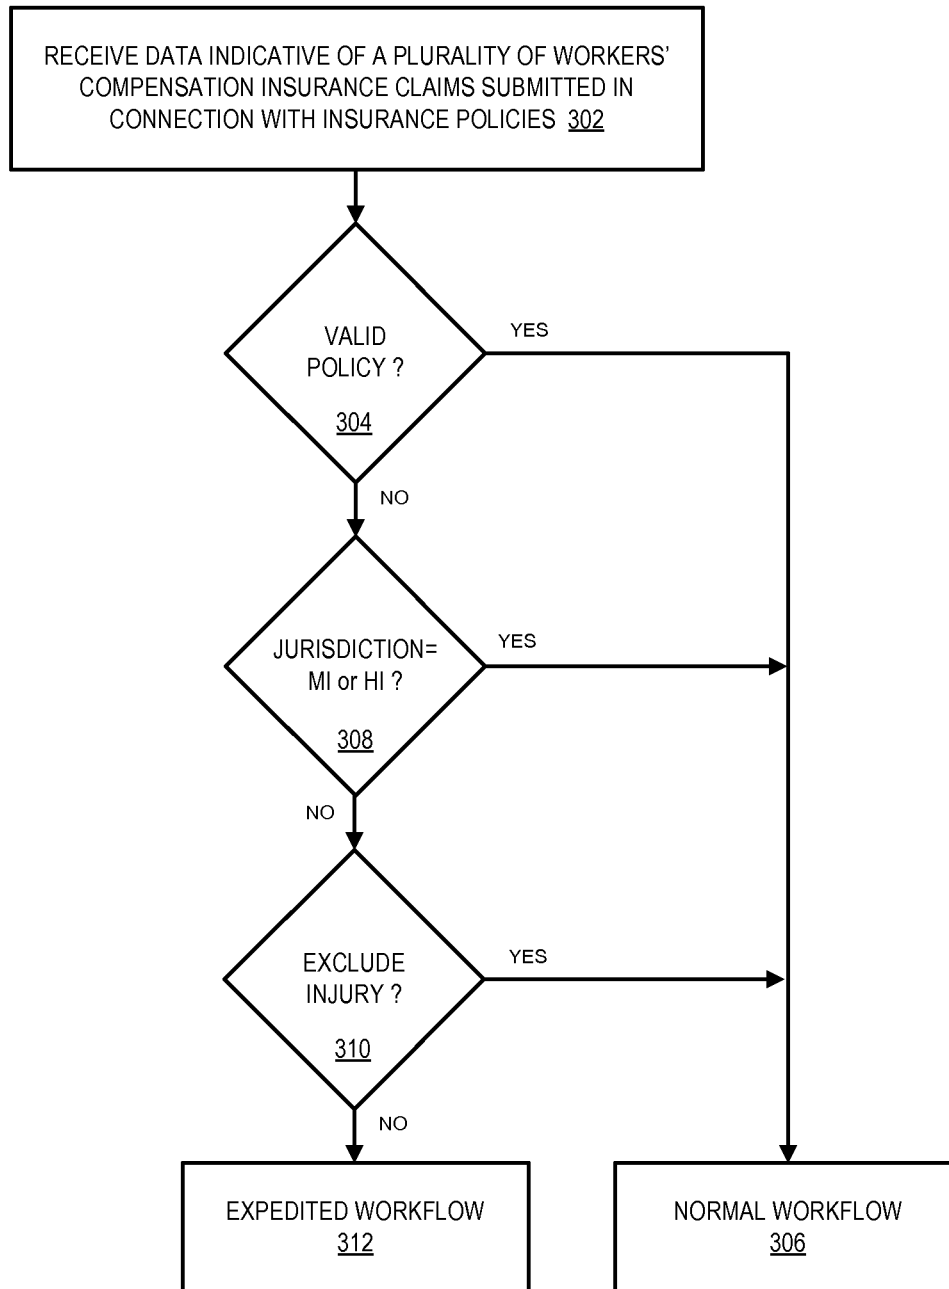 RECEIVE DATA INDICATIVE OF A PLURALITY OF WORKERS'
COMPENSATION INSURANCE CLAIMS SUBMITTED IN
CONNECTION WITH INSURANCE POLICIES 302
VALID
POLICY ?
304
YES
NO
JURISDICTION=
MI or HI ?
308
YES
NO
EXCLUDE
INJURY ?
310
YES
NO
EXPEDITED WORKFLOW
312
NORMAL WORKFLOW
306